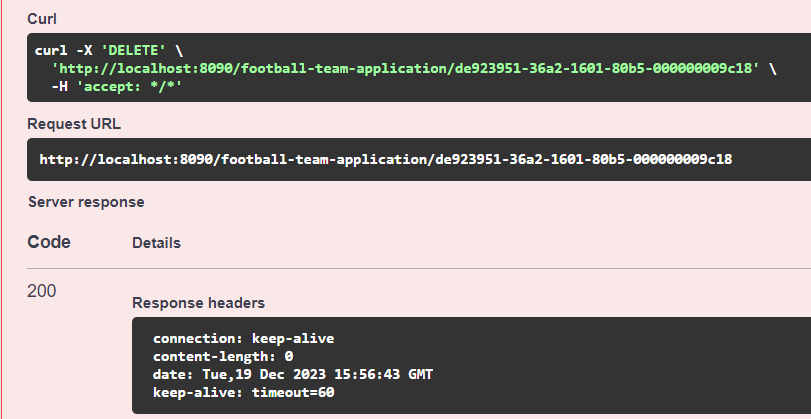 Curl
curl -X 'DELETE' \
'http://localhost:8090/football-team-application/de923951-36a2-1601-80b5-000000009c18' \
-H 'accept: */*'
Request URL
http://localhost:8090/football-team-application/de923951-36a2-1601-80b5-000000009c18
Server response
Code Details
200
Response headers
connection: keep-alive
content-length: 0
date: Tue,19 Dec 2023 15:56:43 GMT
keep-alive: timeout=60